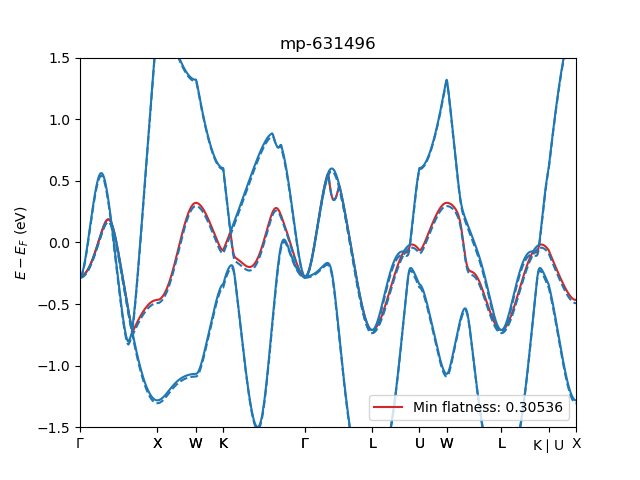 mp-631496
E − E_F (eV)
1.5
1.0
0.5
0.0
−0.5
−1.0
−1.5
Min flatness: 0.30536
Γ X W K Γ L U W L K | U X